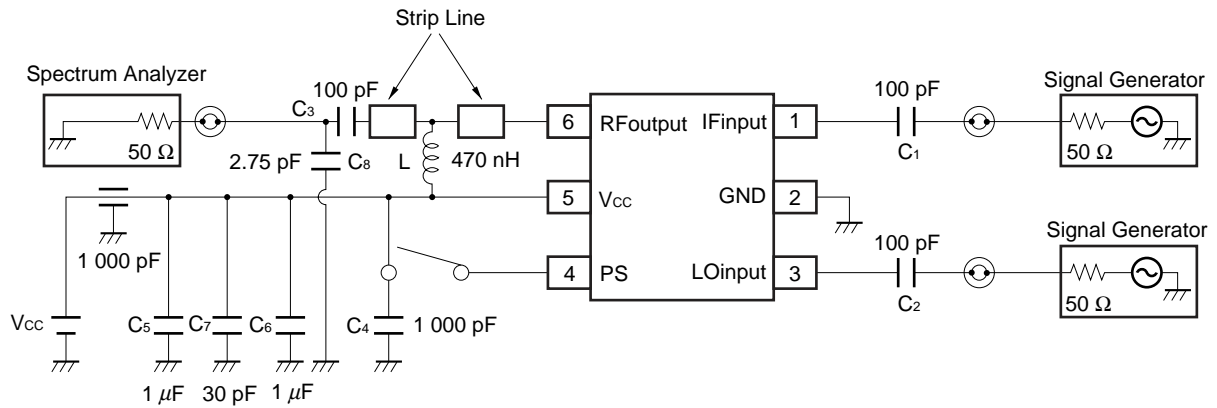 Strip Line
Spectrum Analyzer
100 pF
C3
50 Ω
2.75 pF
C8
L
470 nH
6
RFoutput
IFinput
1
100 pF
C1
Signal Generator
50 Ω
5
VCC
GND
2
1 000 pF
4
PS
LOinput
3
100 pF
C2
Signal Generator
50 Ω
VCC
C5
C7
C6
C4
1 000 pF
1 μF
30 pF
1 μF